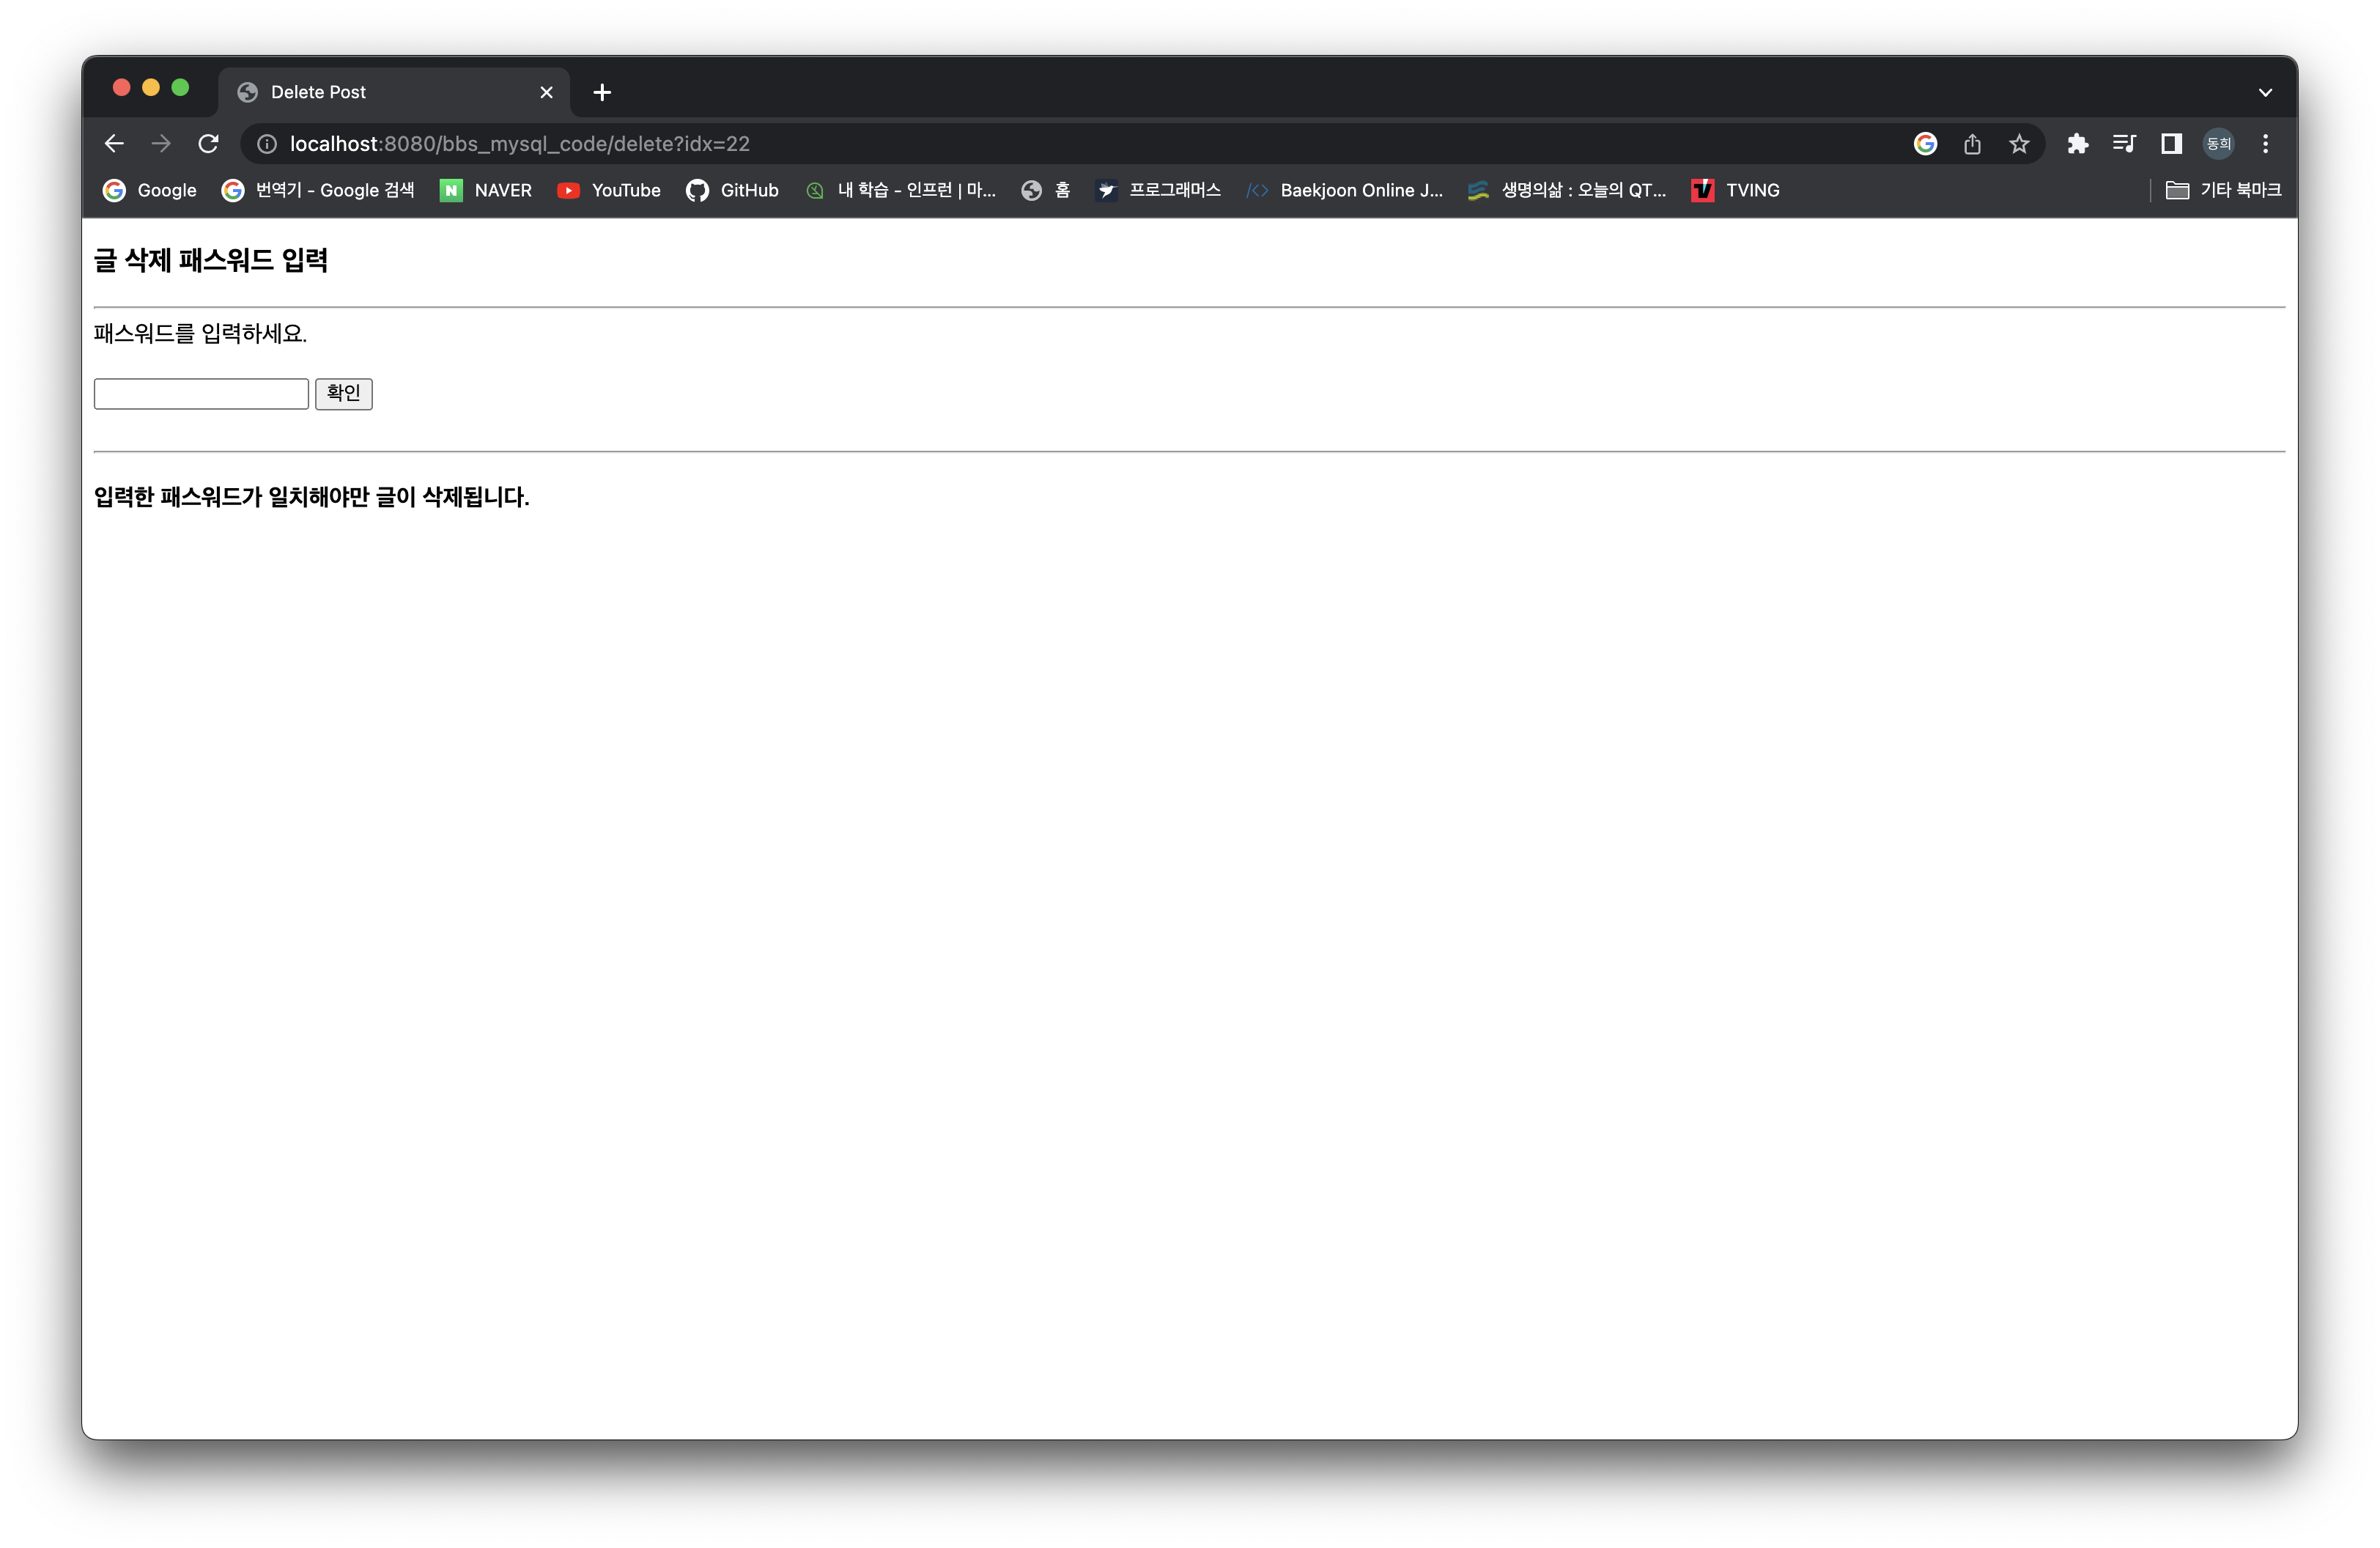 Delete Post
localhost:8080/bbs_mysql_code/delete?idx=22
동희
Google
번역기 - Google 검색
N NAVER
YouTube
GitHub
내 학습 - 인프런 | 마...
홈
프로그래머스
Baekjoon Online J...
생명의삶 : 오늘의 QT...
TVING
기타 북마크
글 삭제 패스워드 입력
패스워드를 입력하세요.
확인
입력한 패스워드가 일치해야만 글이 삭제됩니다.